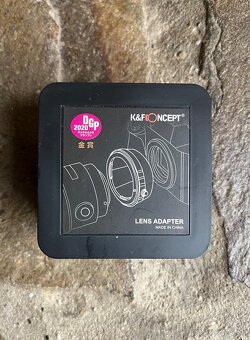 K&F CONCEPT®
DGP
2020
金賞
LENS ADAPTER
MADE IN CHINA